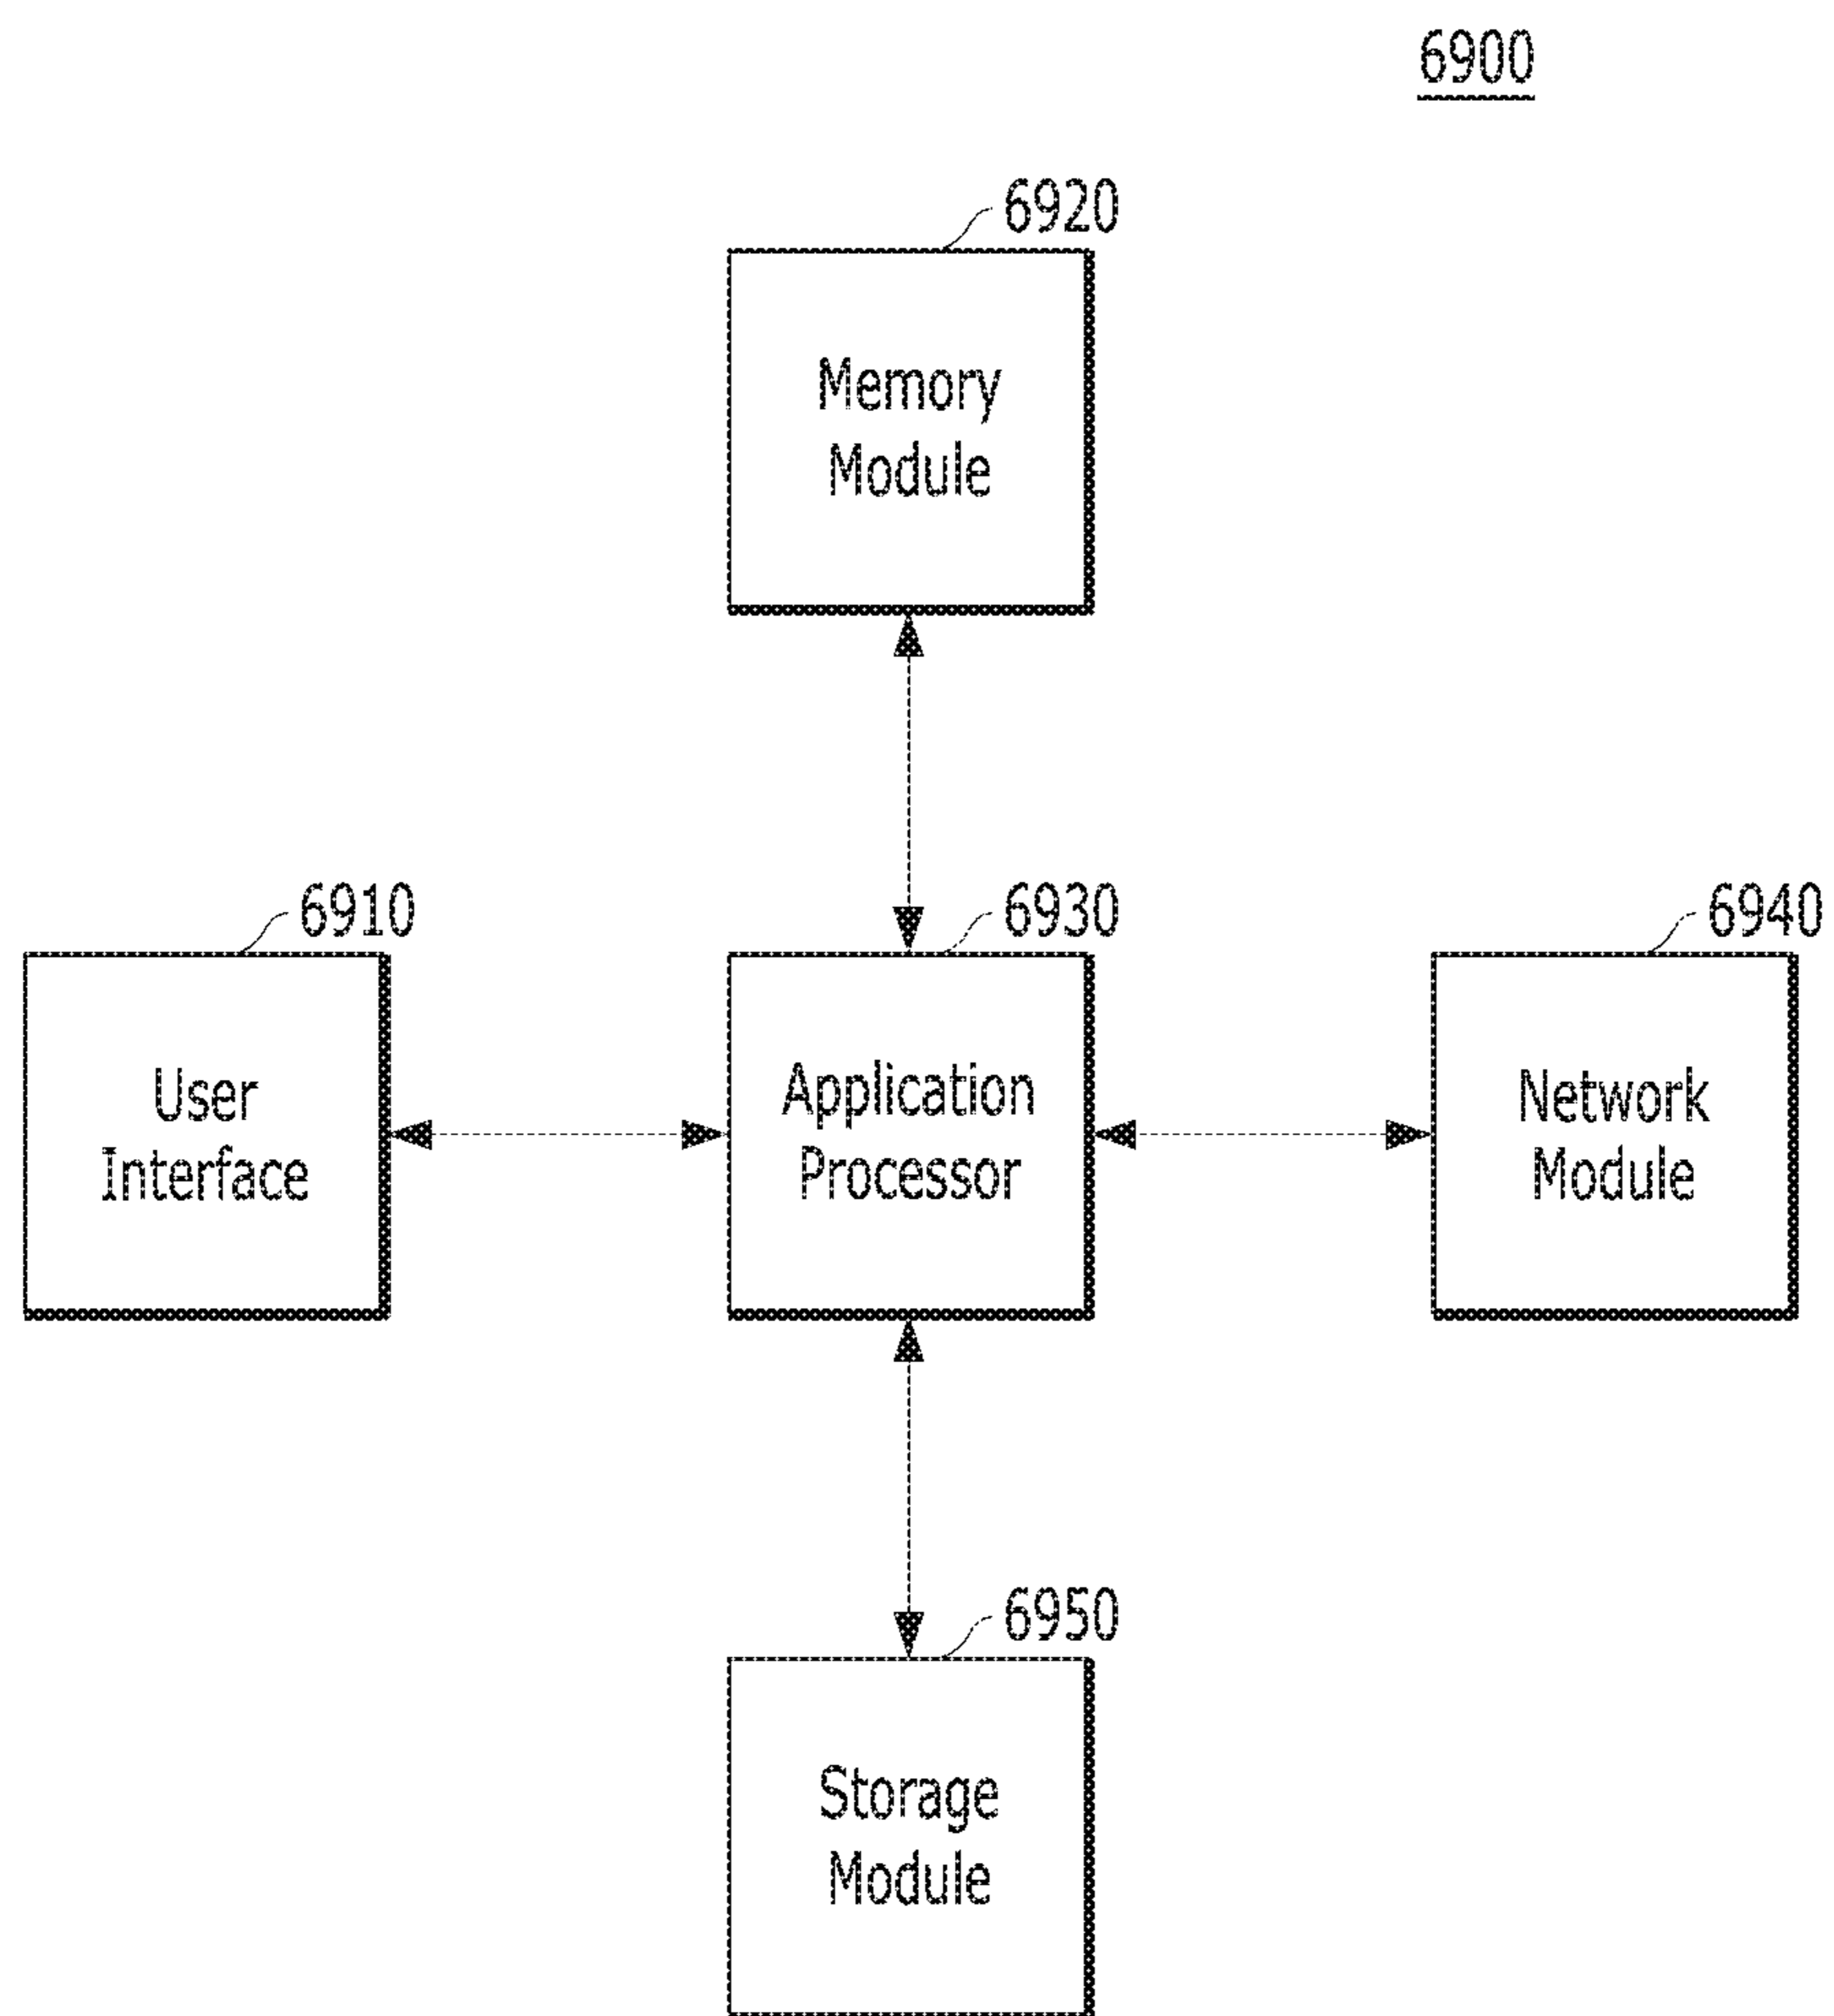 6900
6920
Memory
Module
6910
6930
6940
User
Interface
Application
Processor
Network
Module
6950
Storage
Module